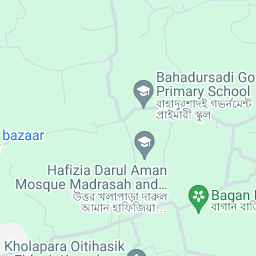 Bahadursadi Go
Primary School
বাহাদুরশাদই গভর্নমেন্ট
প্রাইমারী স্কুল
bazaar
Hafizia Darul Aman
Mosque Madrasah and...
উত্তর খলাপাড়া দারুল
আমান হাফিজিয়া...
Bagan
বাগান বাড়ি
Kholapara Oitihasik